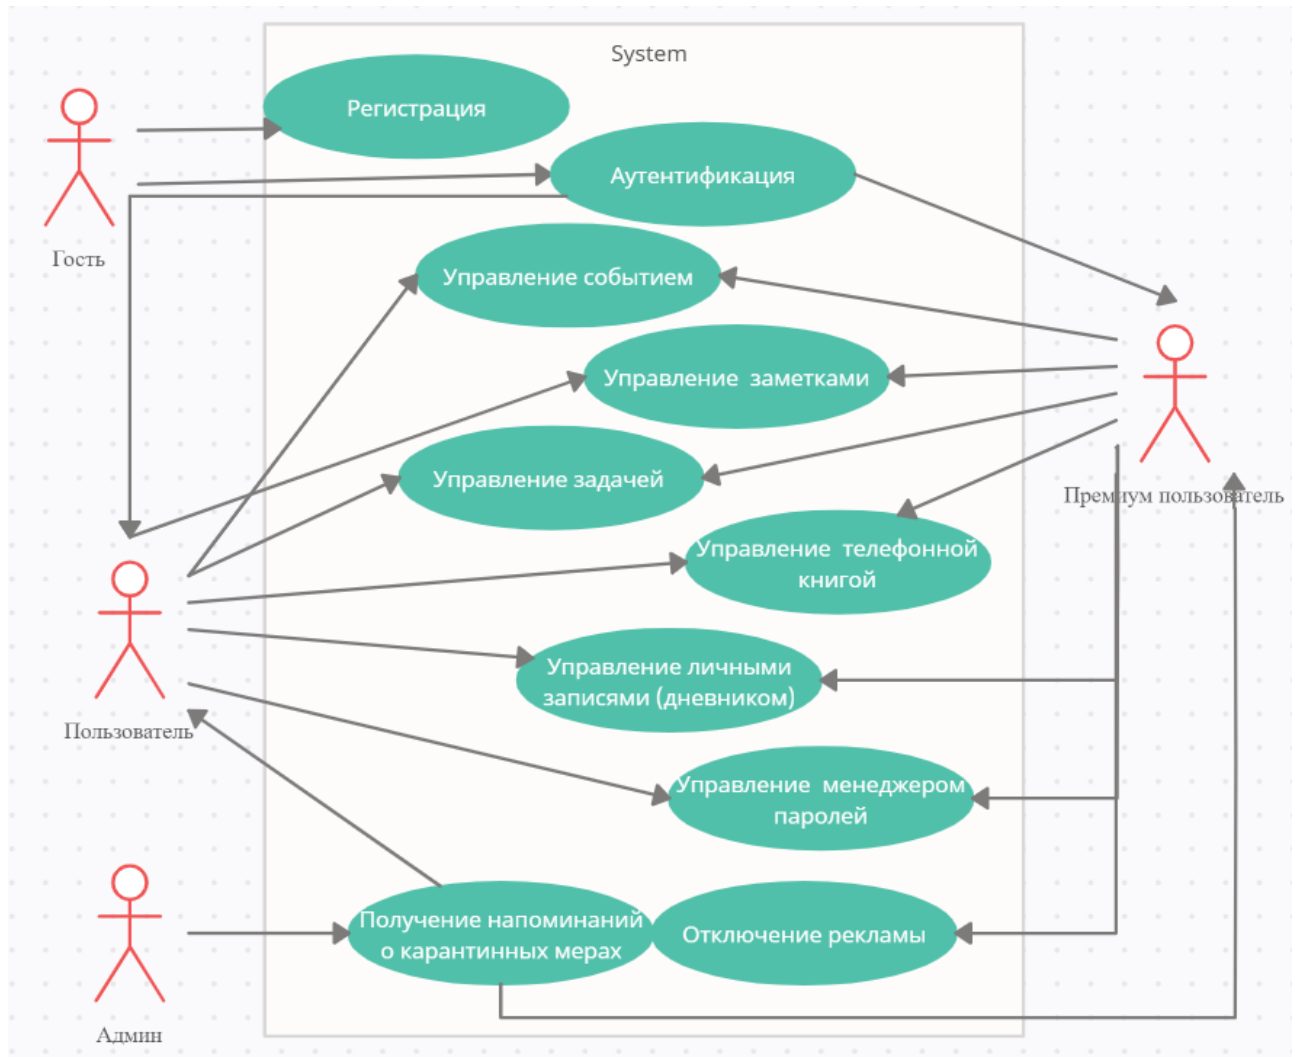 System
Регистрация
Аутентификация
Гость
Управление событием
Управление заметками
Управление задачей
Премиум пользователь
Управление телефонной
книгой
Управление личными
записями (дневником)
Пользователь
Управление менеджером
паролей
Получение напоминаний
о карантинных мерах
Отключение рекламы
Админ